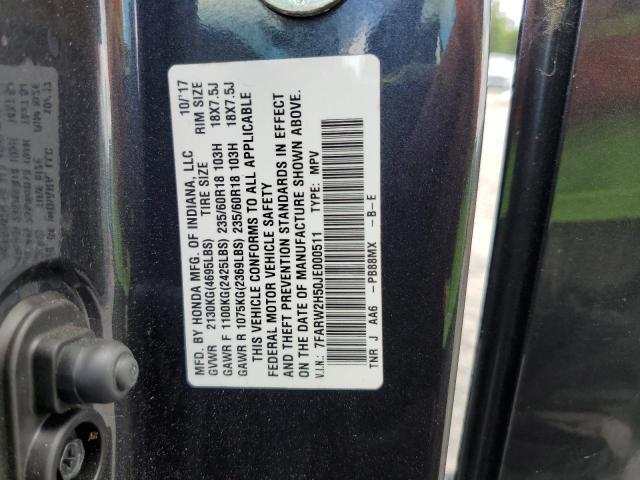 MFD. BY HONDA MFG. OF INDIANA, LLC 10/'17
GVWR 2130KG(4695LBS) TIRE SIZE RIM SIZE
GAWR F 1100KG(2425LBS) 235/60R18 103H 18X7.5J
GAWR R 1075KG(2369LBS) 235/60R18 103H 18X7.5J
THIS VEHICLE CONFORMS TO ALL APPLICABLE
FEDERAL MOTOR VEHICLE SAFETY
AND THEFT PREVENTION STANDARDS IN EFFECT
ON THE DATE OF MANUFACTURE SHOWN ABOVE.
V.I.N.: 7FARW2H50JE000511 TYPE: MPV
TNR J AA6 -PB88MX -B-E